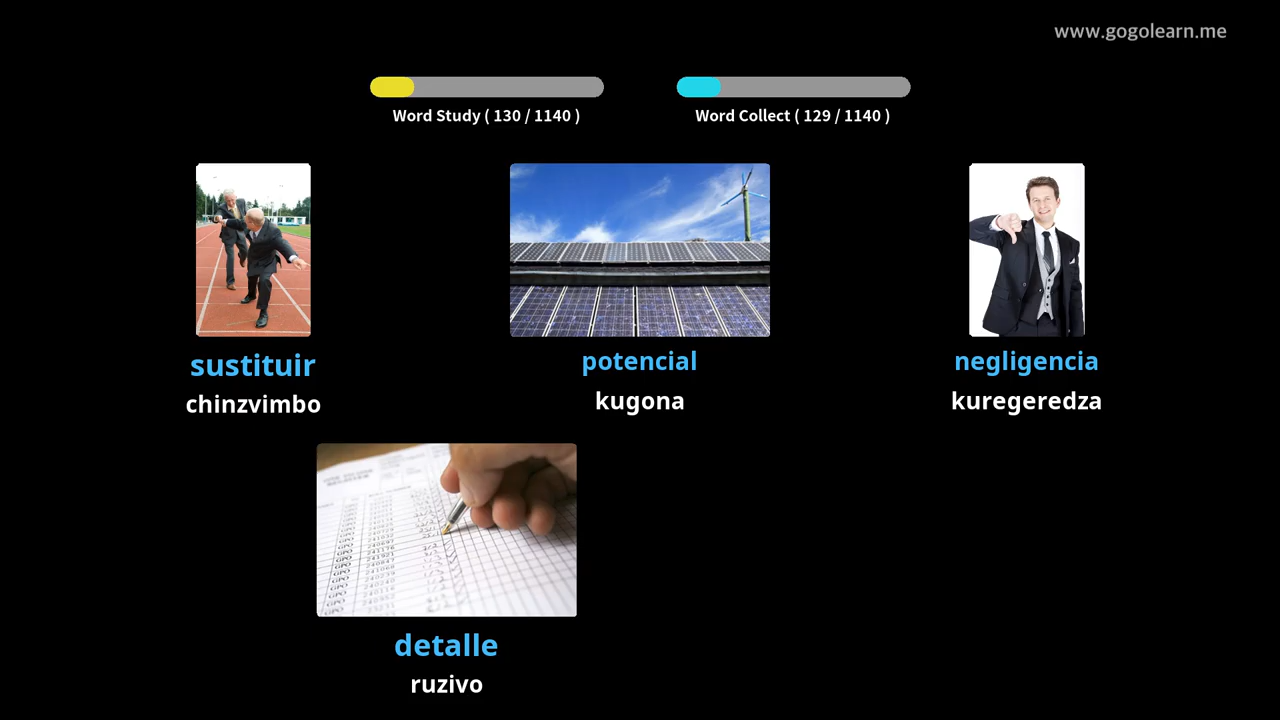 www.gogolearn.me
Word Study ( 130 / 1140 )
Word Collect ( 129 / 1140 )
sustituir
potencial
negligencia
chinzvimbo
kugona
kuregeredza
detalle
ruzivo